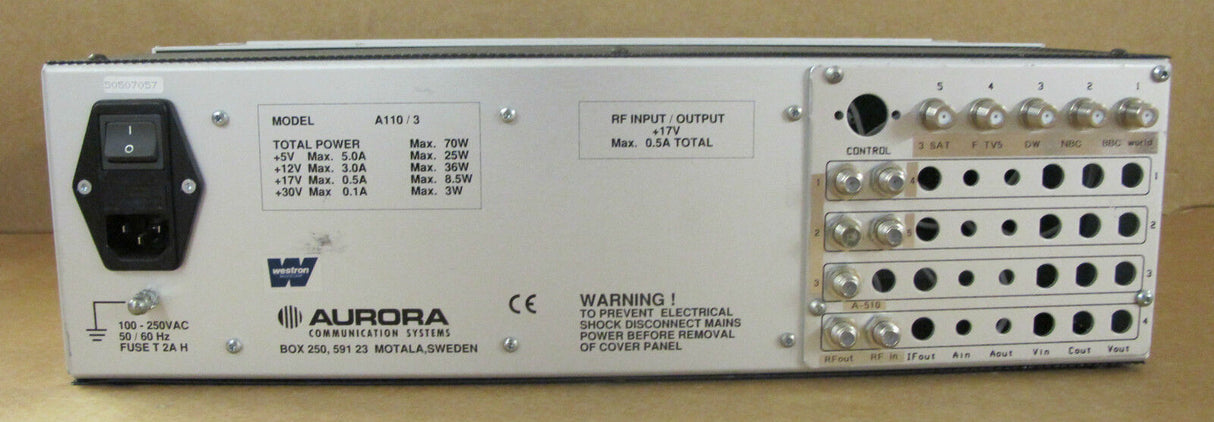 50507057
I
O
MODEL A110 / 3
TOTAL POWER Max. 70W
+5V Max. 5.0A Max. 25W
+12V Max. 3.0A Max. 36W
+17V Max. 0.5A Max. 8.5W
+30V Max 0.1A Max. 3W
RF INPUT / OUTPUT
+17V
Max. 0.5A TOTAL
W
westron
AURORA
COMMUNICATION SYSTEMS
BOX 250, 591 23 MOTALA,SWEDEN
CE
WARNING !
TO PREVENT ELECTRICAL
SHOCK DISCONNECT MAINS
POWER BEFORE REMOVAL
OF COVER PANEL
100 - 250VAC
50 / 60 Hz
FUSE T 2A H
5 4 3 2 1
CONTROL 3 SAT F TV5 DW NBC BBC world
1 4 1
2 5 2
3 3
A-510
4
RFout RF in IFout Ain Aout Vin Cout Vout